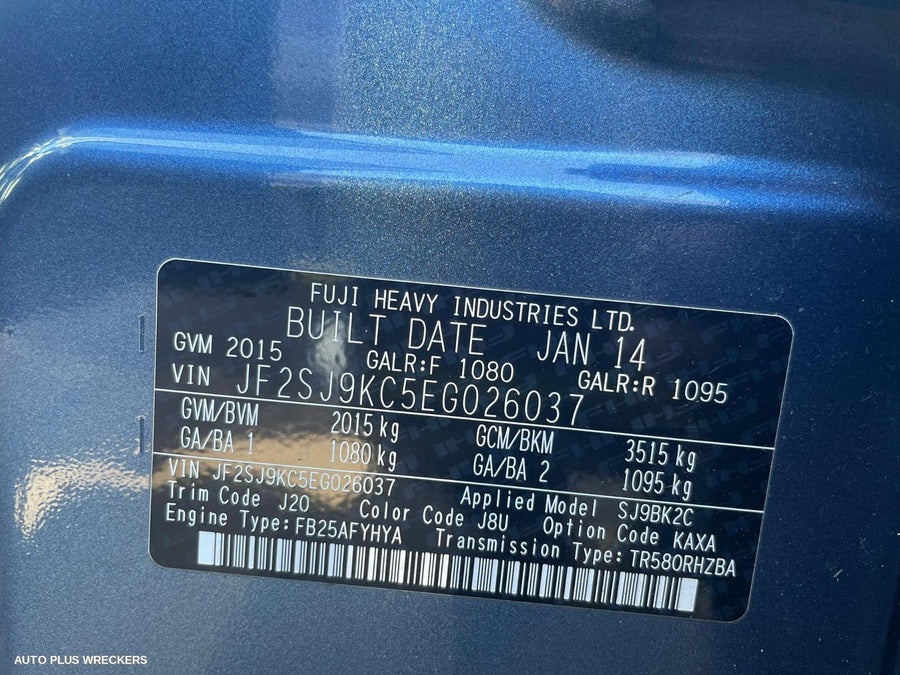 FUJI HEAVY INDUSTRIES LTD.
BUILT DATE JAN 14
GVM 2015 GALR:F 1080 GALR:R 1095
VIN JF2SJ9KC5EG026037
GVM/BVM 2015 kg GCM/BKM 3515 kg
GA/BA 1 1080 kg GA/BA 2 1095 kg
VIN JF2SJ9KC5EG026037 Applied Model SJ9BK2C
Trim Code J20 Color Code J8U Option Code KAXA
Engine Type:FB25AFYHYA Transmission Type:TR580RHZBA
AUTO PLUS WRECKERS